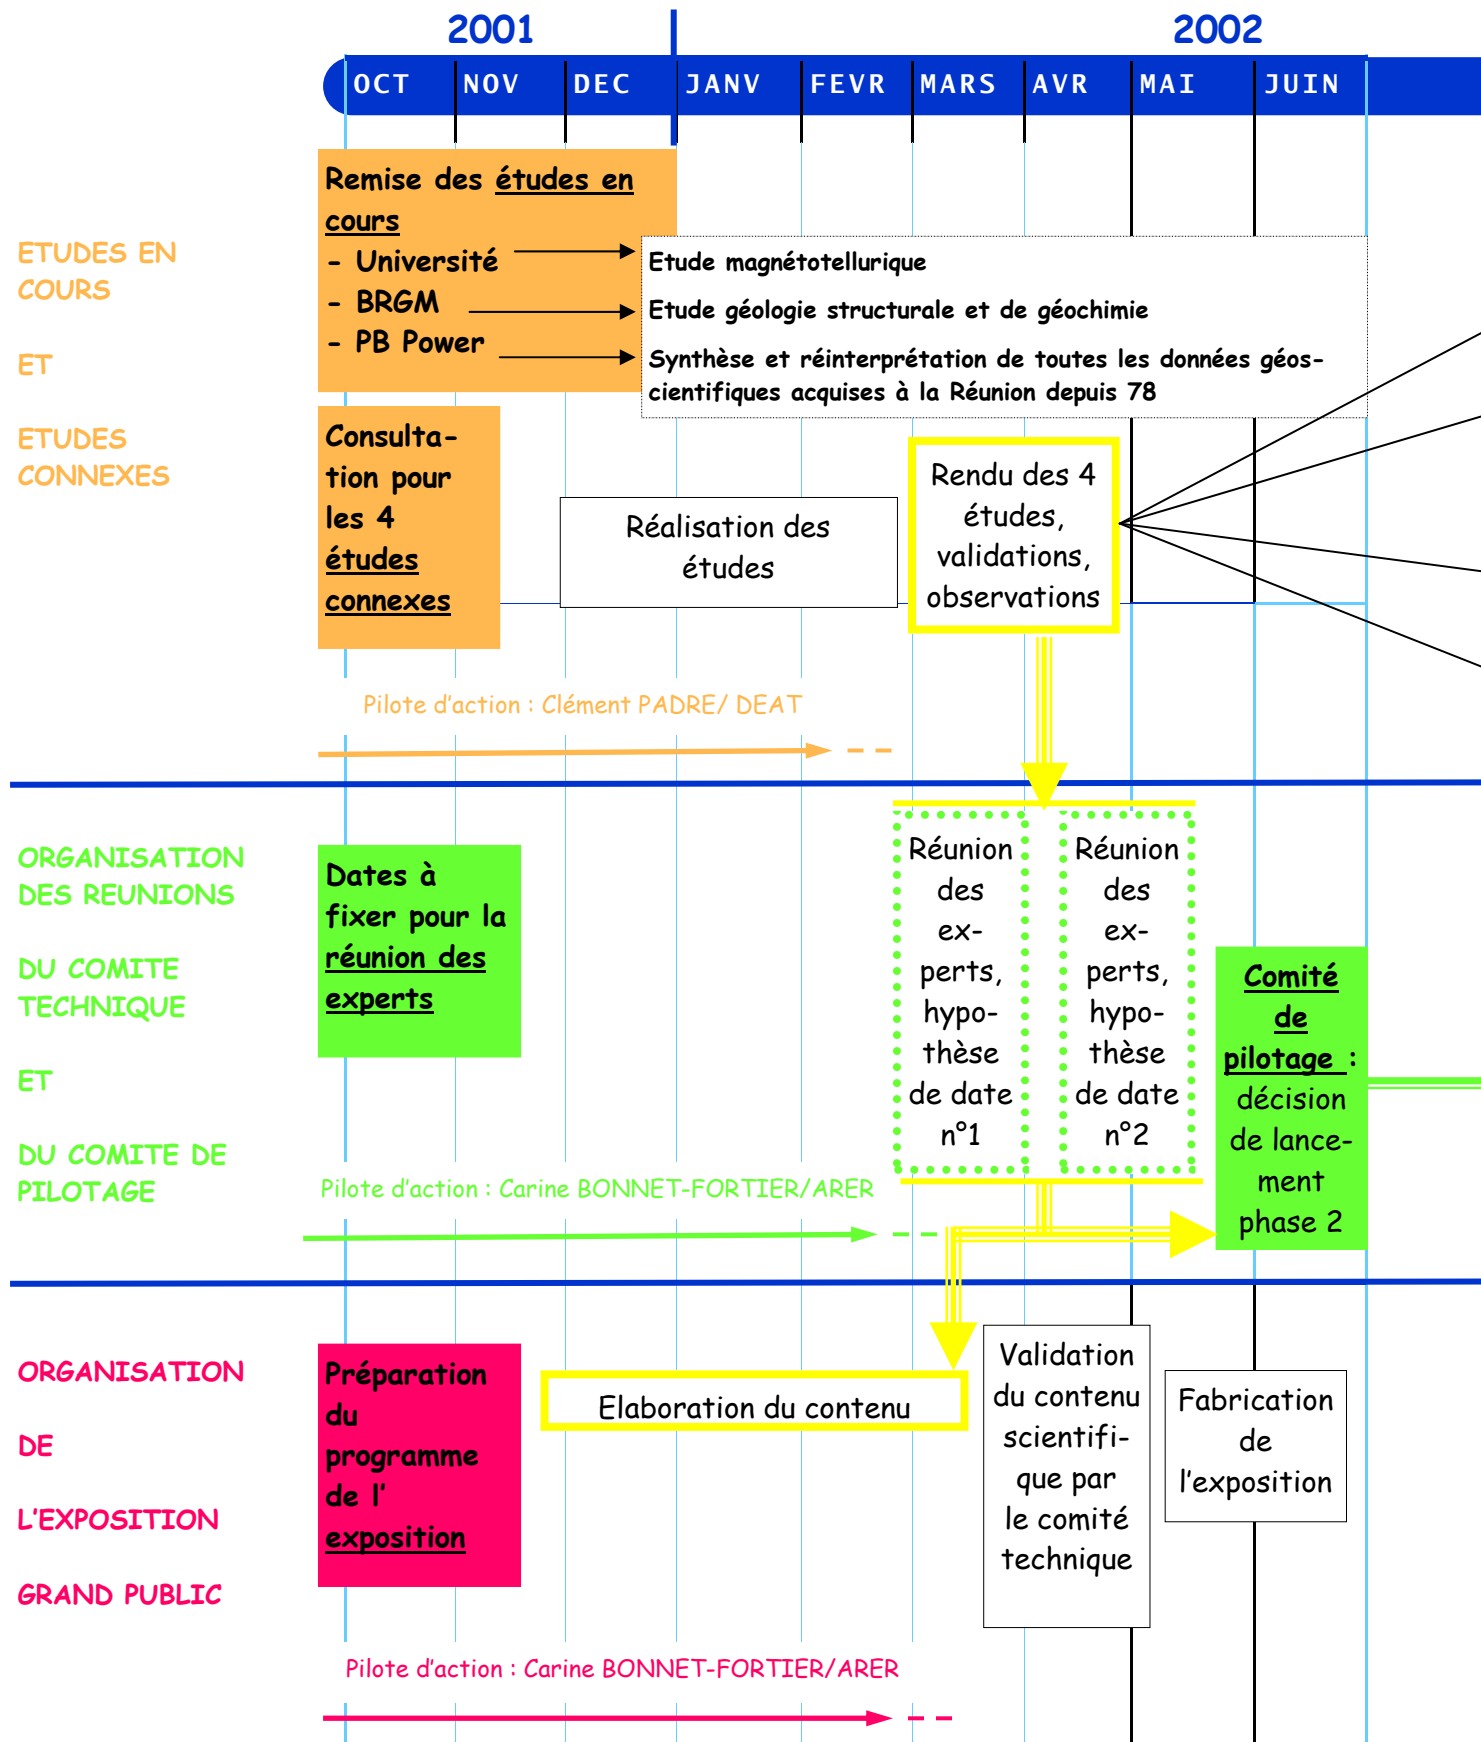 2001
2002
OCT NOV DEC JANV FEVR MARS AVR MAI JUIN
ETUDES EN
COURS
ET
ETUDES
CONNEXES
Remise des études en
cours
- Université
- BRGM
- PB Power
Etude magnétotellurique
Etude géologie structurale et de géochimie
Synthèse et réinterprétation de toutes les données géos-
cientifiques acquises à la Réunion depuis 78
Consulta-
tion pour
les 4
études
connexes
Réalisation des
études
Rendu des 4
études,
validations,
observations
Pilote d'action : Clément PADRE/ DEAT
ORGANISATION
DES REUNIONS
DU COMITE
TECHNIQUE
ET
DU COMITE DE
PILOTAGE
Dates à
fixer pour la
réunion des
experts
Réunion
des
ex-
perts,
hypo-
thèse
de date
n°1
Réunion
des
ex-
perts,
hypo-
thèse
de date
n°2
Comité
de
pilotage :
décision
de lance-
ment
phase 2
Pilote d'action : Carine BONNET-FORTIER/ARER
ORGANISATION
DE
L'EXPOSITION
GRAND PUBLIC
Préparation
du
programme
de l'
exposition
Elaboration du contenu
Validation
du contenu
scientifi-
que par
le comité
technique
Fabrication
de
l'exposition
Pilote d'action : Carine BONNET-FORTIER/ARER